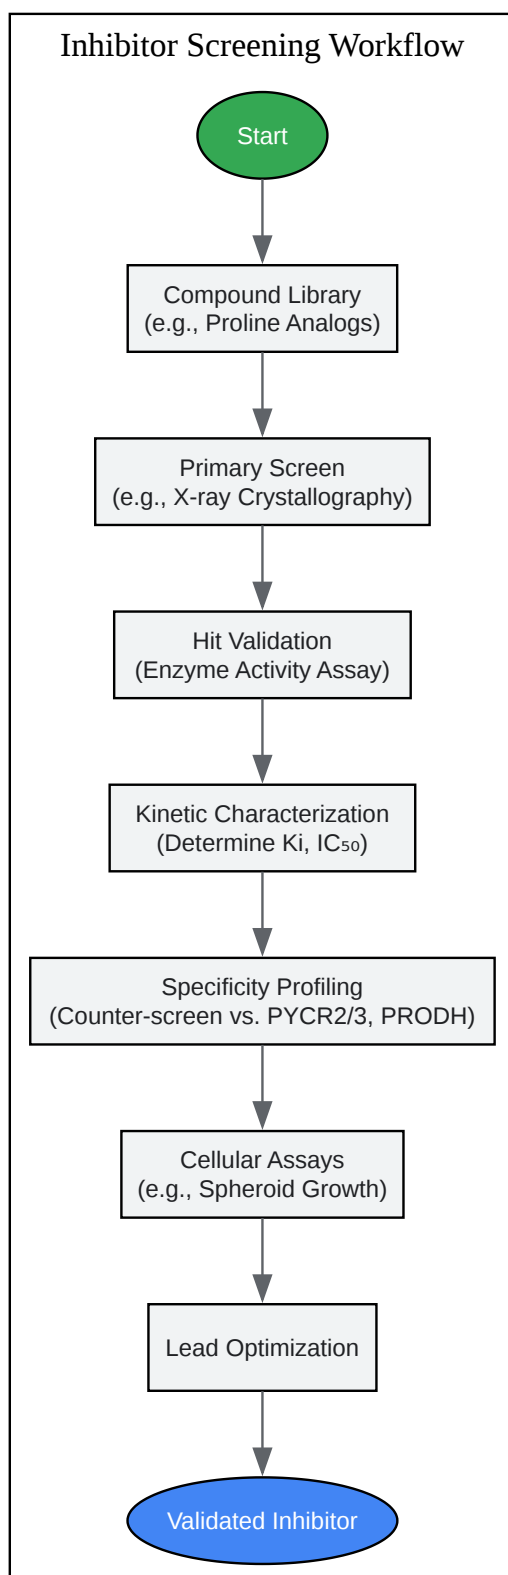 Inhibitor Screening Workflow
Start
Compound Library
(e.g., Proline Analogs)
Primary Screen
(e.g., X-ray Crystallography)
Hit Validation
(Enzyme Activity Assay)
Kinetic Characterization
(Determine Ki, IC₅₀)
Specificity Profiling
(Counter-screen vs. PYCR2/3, PRODH)
Cellular Assays
(e.g., Spheroid Growth)
Lead Optimization
Validated Inhibitor